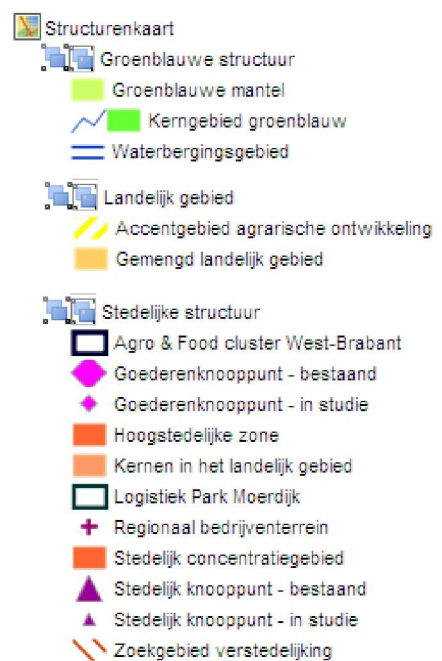 Structurenkaart
Groenblauwe structuur
Groenblauwe mantel
Kerngebied groenblauw
Waterbergingsgebied
Landelijk gebied
Accentgebied agrarische ontwikkeling
Gemengd landelijk gebied
Stedelijke structuur
Agro & Food cluster West-Brabant
Goederenknooppunt - bestaand
Goederenknooppunt - in studie
Hoogstedelijke zone
Kernen in het landelijk gebied
Logistiek Park Moerdijk
Regionaal bedrijventerrein
Stedelijk concentratiegebied
Stedelijk knooppunt - bestaand
Stedelijk knooppunt - in studie
Zoekgebied verstedelijking